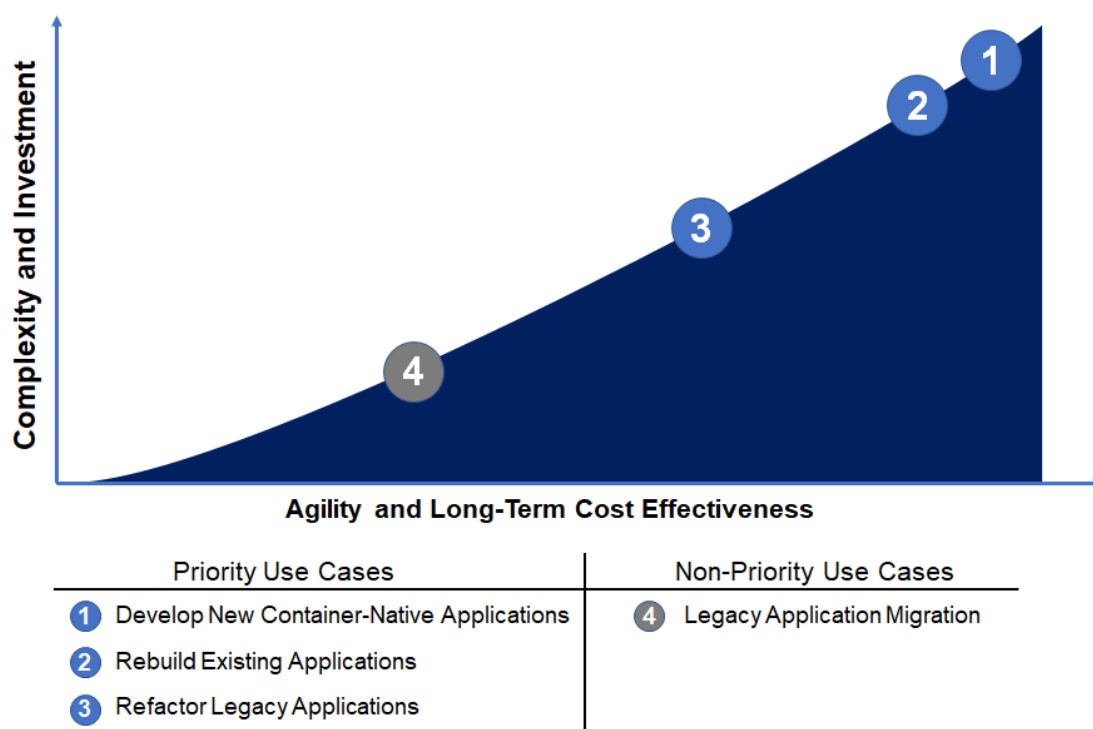 Complexity and Investment
1
2
3
4
Agility and Long-Term Cost Effectiveness
Priority Use Cases
Non-Priority Use Cases
1 Develop New Container-Native Applications
4 Legacy Application Migration
2 Rebuild Existing Applications
3 Refactor Legacy Applications